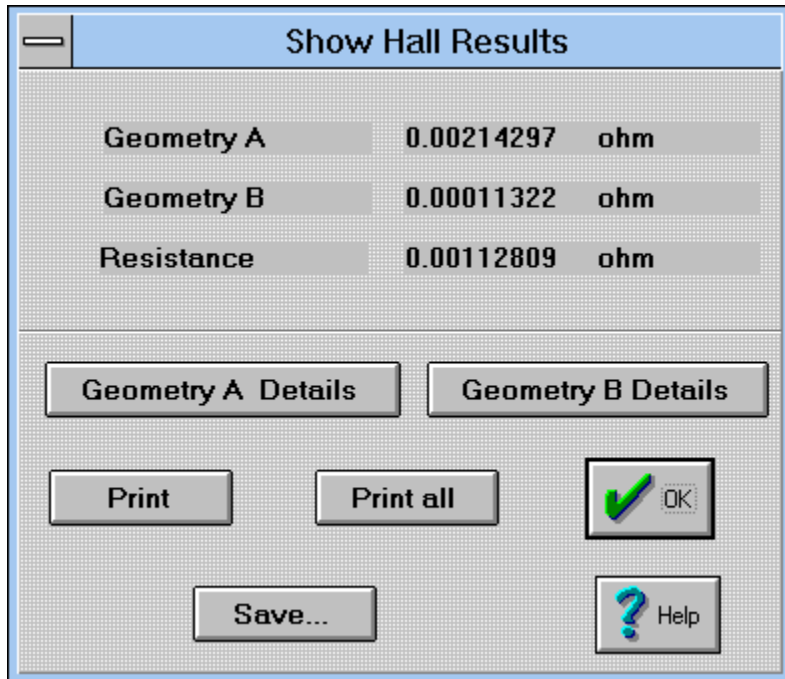 Show Hall Results
Geometry A 0.00214297 ohm
Geometry B 0.00011322 ohm
Resistance 0.00112809 ohm
Geometry A Details Geometry B Details
Print Print all OK
Save... Help